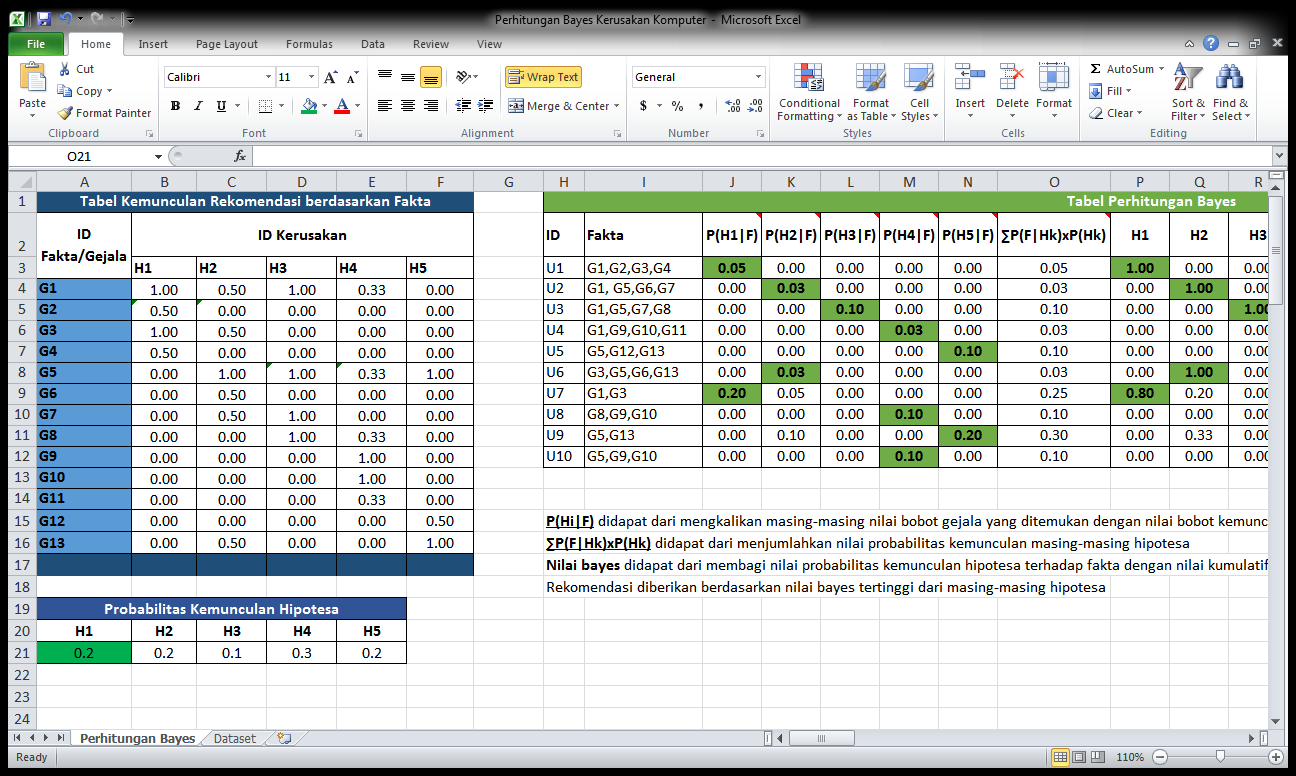 Perhitungan Bayes Kerusakan Komputer - Microsoft Excel
File Home Insert Page Layout Formulas Data Review View
Paste Cut Copy Format Painter Clipboard
Calibri 11 A A B I U A Font
Wrap Text Merge & Center Alignment
General $ % , .00 .0 Number
Conditional Formatting Format as Table Cell Styles Styles
Insert Delete Format Cells
Σ AutoSum Fill Clear Sort & Filter Find & Select Editing
O21 fx
A B C D E F G H I J K L M N O P Q R
1 Tabel Kemunculan Rekomendasi berdasarkan Fakta Tabel Perhitungan Bayes
2 ID Fakta/Gejala ID Kerusakan ID Fakta P(H1|F) P(H2|F) P(H3|F) P(H4|F) P(H5|F) ∑P(F|Hk)xP(Hk) H1 H2 H3
3 H1 H2 H3 H4 H5 U1 G1,G2,G3,G4 0.05 0.00 0.00 0.00 0.00 0.05 1.00 0.00 0.00
4 G1 1.00 0.50 1.00 0.33 0.00 U2 G1, G5,G6,G7 0.00 0.03 0.00 0.00 0.00 0.03 0.00 1.00 0.00
5 G2 0.50 0.00 0.00 0.00 0.00 U3 G1,G5,G7,G8 0.00 0.00 0.10 0.00 0.00 0.10 0.00 0.00 1.00
6 G3 1.00 0.50 0.00 0.00 0.00 U4 G1,G9,G10,G11 0.00 0.00 0.00 0.03 0.00 0.03 0.00 0.00 0.00
7 G4 0.50 0.00 0.00 0.00 0.00 U5 G5,G12,G13 0.00 0.00 0.00 0.00 0.10 0.10 0.00 0.00 0.00
8 G5 0.00 1.00 1.00 0.33 1.00 U6 G3,G5,G6,G13 0.00 0.03 0.00 0.00 0.00 0.03 0.00 1.00 0.00
9 G6 0.00 0.50 0.00 0.00 0.00 U7 G1,G3 0.20 0.05 0.00 0.00 0.00 0.25 0.80 0.20 0.00
10 G7 0.00 0.50 1.00 0.00 0.00 U8 G8,G9,G10 0.00 0.00 0.00 0.10 0.00 0.10 0.00 0.00 0.00
11 G8 0.00 0.00 1.00 0.33 0.00 U9 G5,G13 0.00 0.10 0.00 0.00 0.20 0.30 0.00 0.33 0.00
12 G9 0.00 0.00 0.00 1.00 0.00 U10 G5,G9,G10 0.00 0.00 0.00 0.10 0.00 0.10 0.00 0.00 0.00
13 G10 0.00 0.00 0.00 1.00 0.00
14 G11 0.00 0.00 0.00 0.33 0.00
15 G12 0.00 0.00 0.00 0.00 0.50 P(Hi|F) didapat dari mengkalikan masing-masing nilai bobot gejala yang ditemukan dengan nilai bobot kemunc
16 G13 0.00 0.50 0.00 0.00 1.00 ∑P(F|Hk)xP(Hk) didapat dari menjumlahkan nilai probabilitas kemunculan masing-masing hipotesa
17 Nilai bayes didapat dari membagi nilai probabilitas kemunculan hipotesa terhadap fakta dengan nilai kumulatif
18 Rekomendasi diberikan berdasarkan nilai bayes tertinggi dari masing-masing hipotesa
19 Probabilitas Kemunculan Hipotesa
20 H1 H2 H3 H4 H5
21 0.2 0.2 0.1 0.3 0.2
22
23
24
Perhitungan Bayes Dataset
Ready 110%